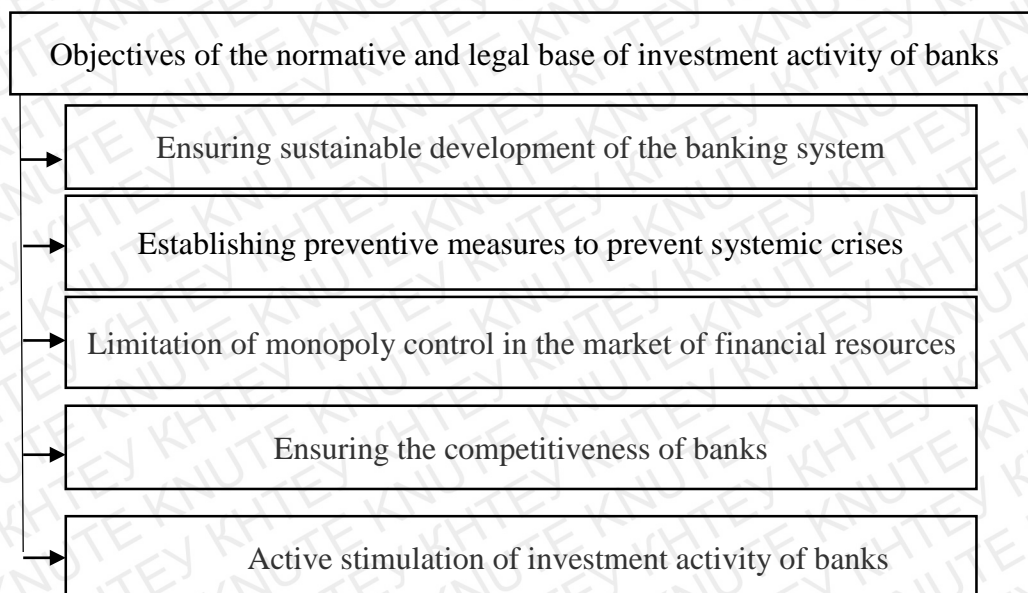 Objectives of the normative and legal base of investment activity of banks
Ensuring sustainable development of the banking system
Establishing preventive measures to prevent systemic crises
Limitation of monopoly control in the market of financial resources
Ensuring the competitiveness of banks
Active stimulation of investment activity of banks